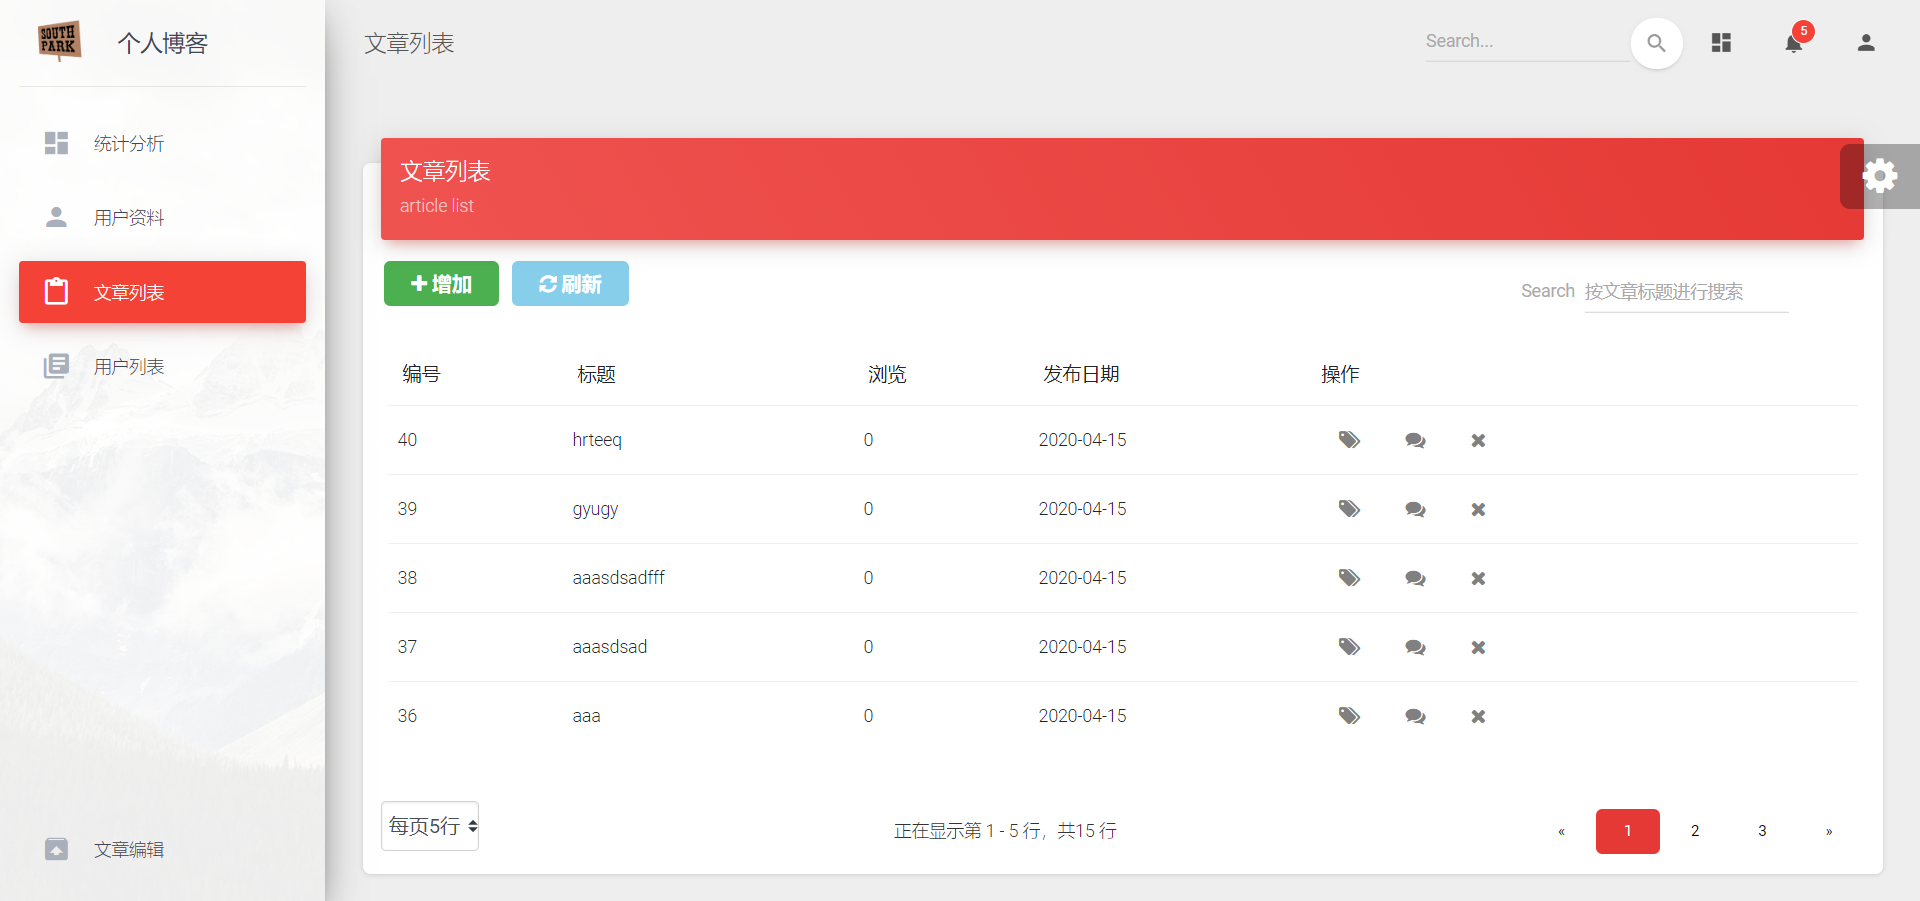 SOUTH
PARK
个人博客
统计分析
用户资料
文章列表
用户列表
文章编辑
文章列表
Search...
5
文章列表
article list
增加
刷新
Search 按文章标题进行搜索
编号 标题 浏览 发布日期 操作
40 hrteeq 0 2020-04-15
39 gyugy 0 2020-04-15
38 aaasdsadfff 0 2020-04-15
37 aaasdsad 0 2020-04-15
36 aaa 0 2020-04-15
每页5行
正在显示第 1 - 5 行，共15 行
« 1 2 3 »